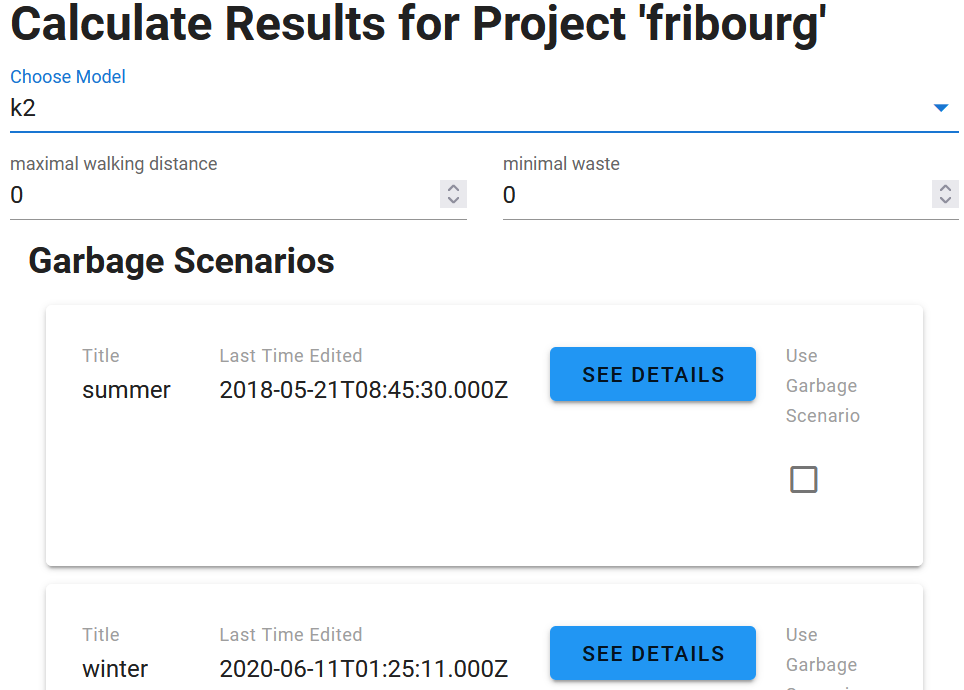 Calculate Results for Project 'fribourg'
Choose Model
k2
maximal walking distance
minimal waste
0
0
Garbage Scenarios
Title
Last Time Edited
SEE DETAILS
Use
Garbage
Scenario
summer
2018-05-21T08:45:30.000Z
Title
Last Time Edited
SEE DETAILS
Use
Garbage
winter
2020-06-11T01:25:11.000Z